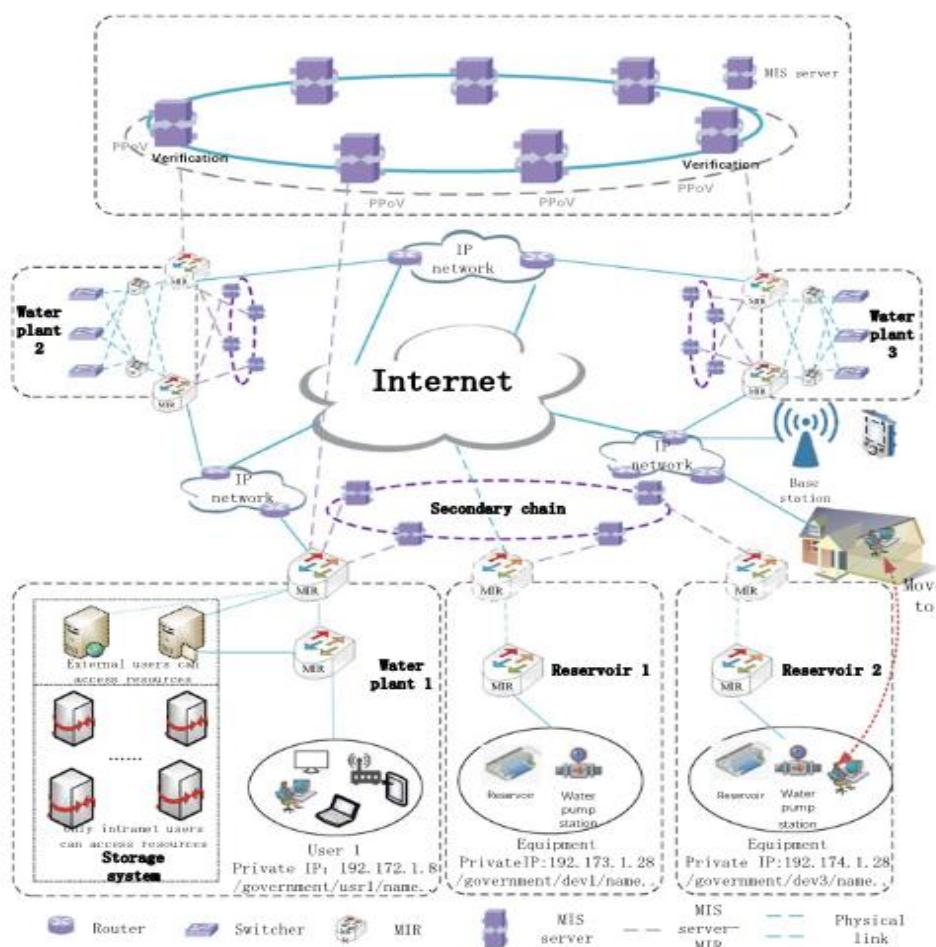 MIS server
PPoV
Verification
Verification
PPoV
PPoV
PPoV
IP
network
Water
plant
2
MIR
MIR
Water
plant
3
MIR
MIR
Internet
IP
network
IP
network
Base
station
Secondary chain
MIR
MIR
MIR
Move
to
External users can
access resources
MIR
Water
plant 1
MIR
Reservoir 1
MIR
Reservoir 2
......
Only intranet users
can access resources
Storage
system
Reservoir
Water
pump
station
Reservoir
Water
pump
station
User 1
Private IP: 192.172.1.8
/government/usr1/name..
Equipment
PrivateIP:192.173.1.28
/government/dev1/name..
Equipment
Private IP:192.174.1.28
/government/dev3/name..
Router
Switcher
MIR
MIS
server
MIS
server—
MIR
Physical
link